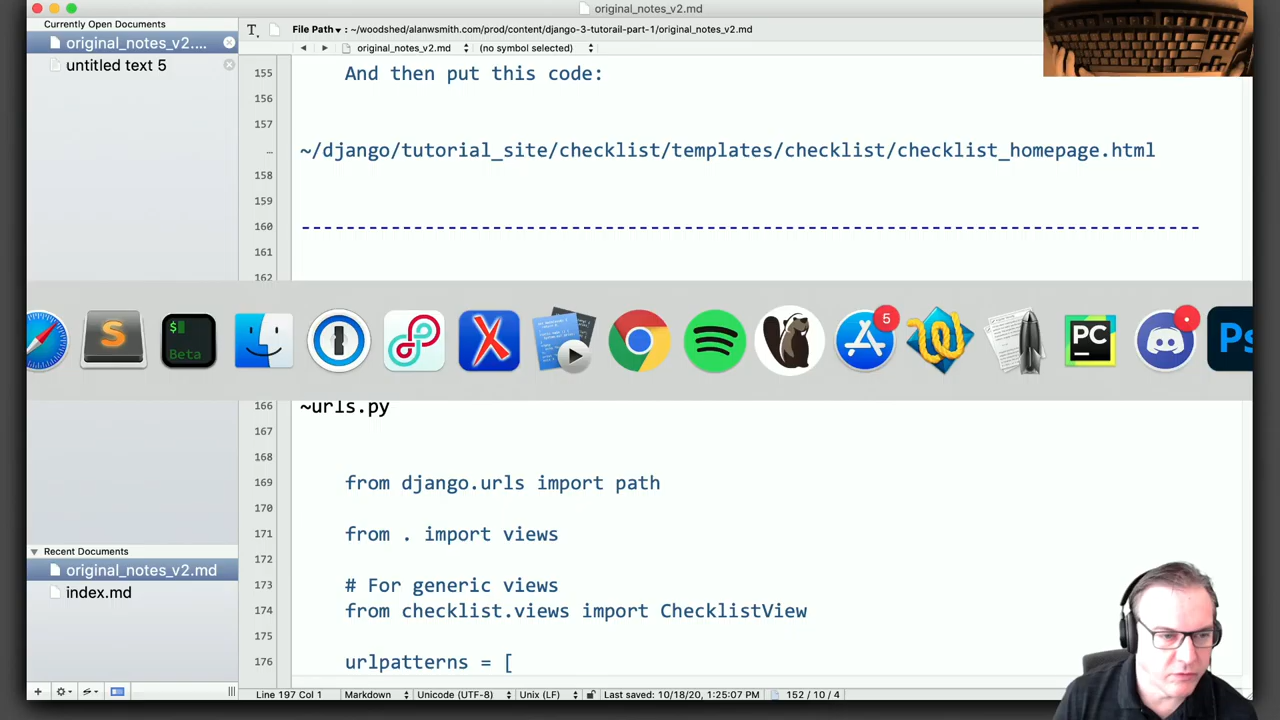 original_notes_v2.md
Currently Open Documents
original_notes_v2....
untitled text 5
File Path : ~/woodshed/alanwsmith.com/prod/content/django-3-tutorail-part-1/original_notes_v2.md
original_notes_v2.md (no symbol selected)
155 And then put this code:
156
157
~/django/tutorial_site/checklist/templates/checklist/checklist_homepage.html
158
159
160 --------------------------------------------------------------------------------
161
162
$
Beta
S
5
PC
Ps
166 ~urls.py
167
168
169 from django.urls import path
170
171 from . import views
172
173 # For generic views
174 from checklist.views import ChecklistView
175
176 urlpatterns = [
Recent Documents
original_notes_v2.md
index.md
Line 197 Col 1 Markdown Unicode (UTF-8) Unix (LF) Last saved: 10/18/20, 1:25:07 PM 152 / 10 / 4